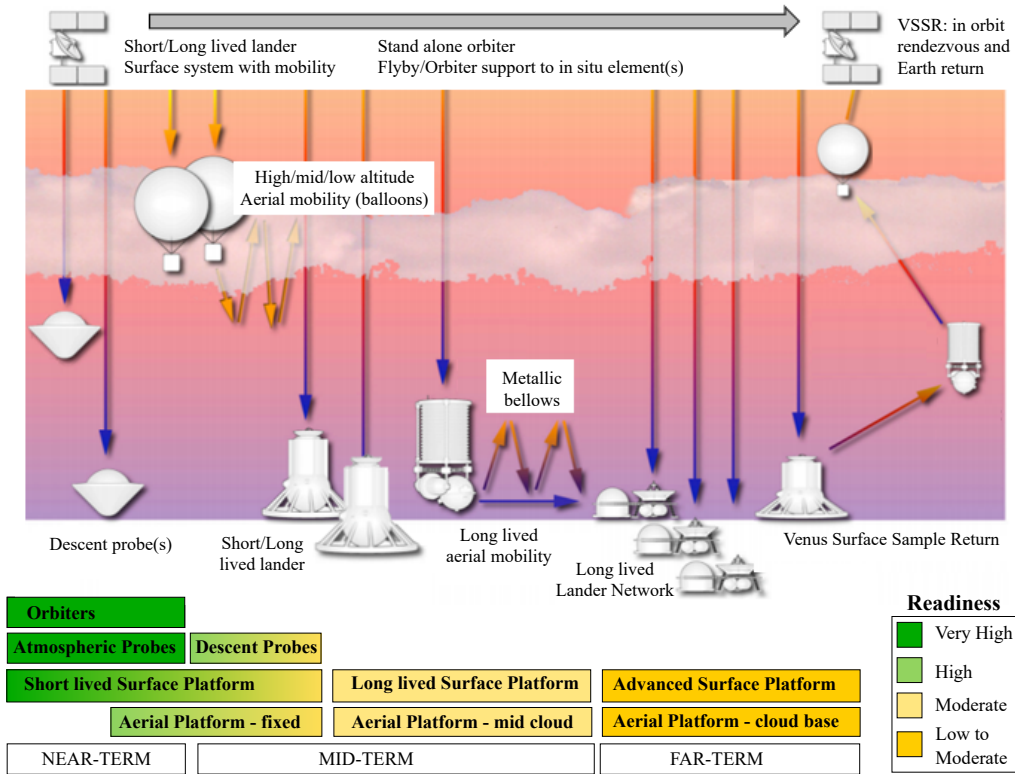 Short/Long lived lander
Surface system with mobility
Stand alone orbiter
Flyby/Orbiter support to in situ element(s)
VSSR: in orbit
rendezvous and
Earth return
High/mid/low altitude
Aerial mobility (balloons)
Metallic
bellows
Descent probe(s)
Short/Long
lived lander
Long lived
aerial mobility
Long lived
Lander Network
Venus Surface Sample Return
Orbiters
Atmospheric Probes
Descent Probes
Short lived Surface Platform
Long lived Surface Platform
Advanced Surface Platform
Aerial Platform - fixed
Aerial Platform - mid cloud
Aerial Platform - cloud base
NEAR-TERM
MID-TERM
FAR-TERM
Readiness
Very High
High
Moderate
Low to
Moderate